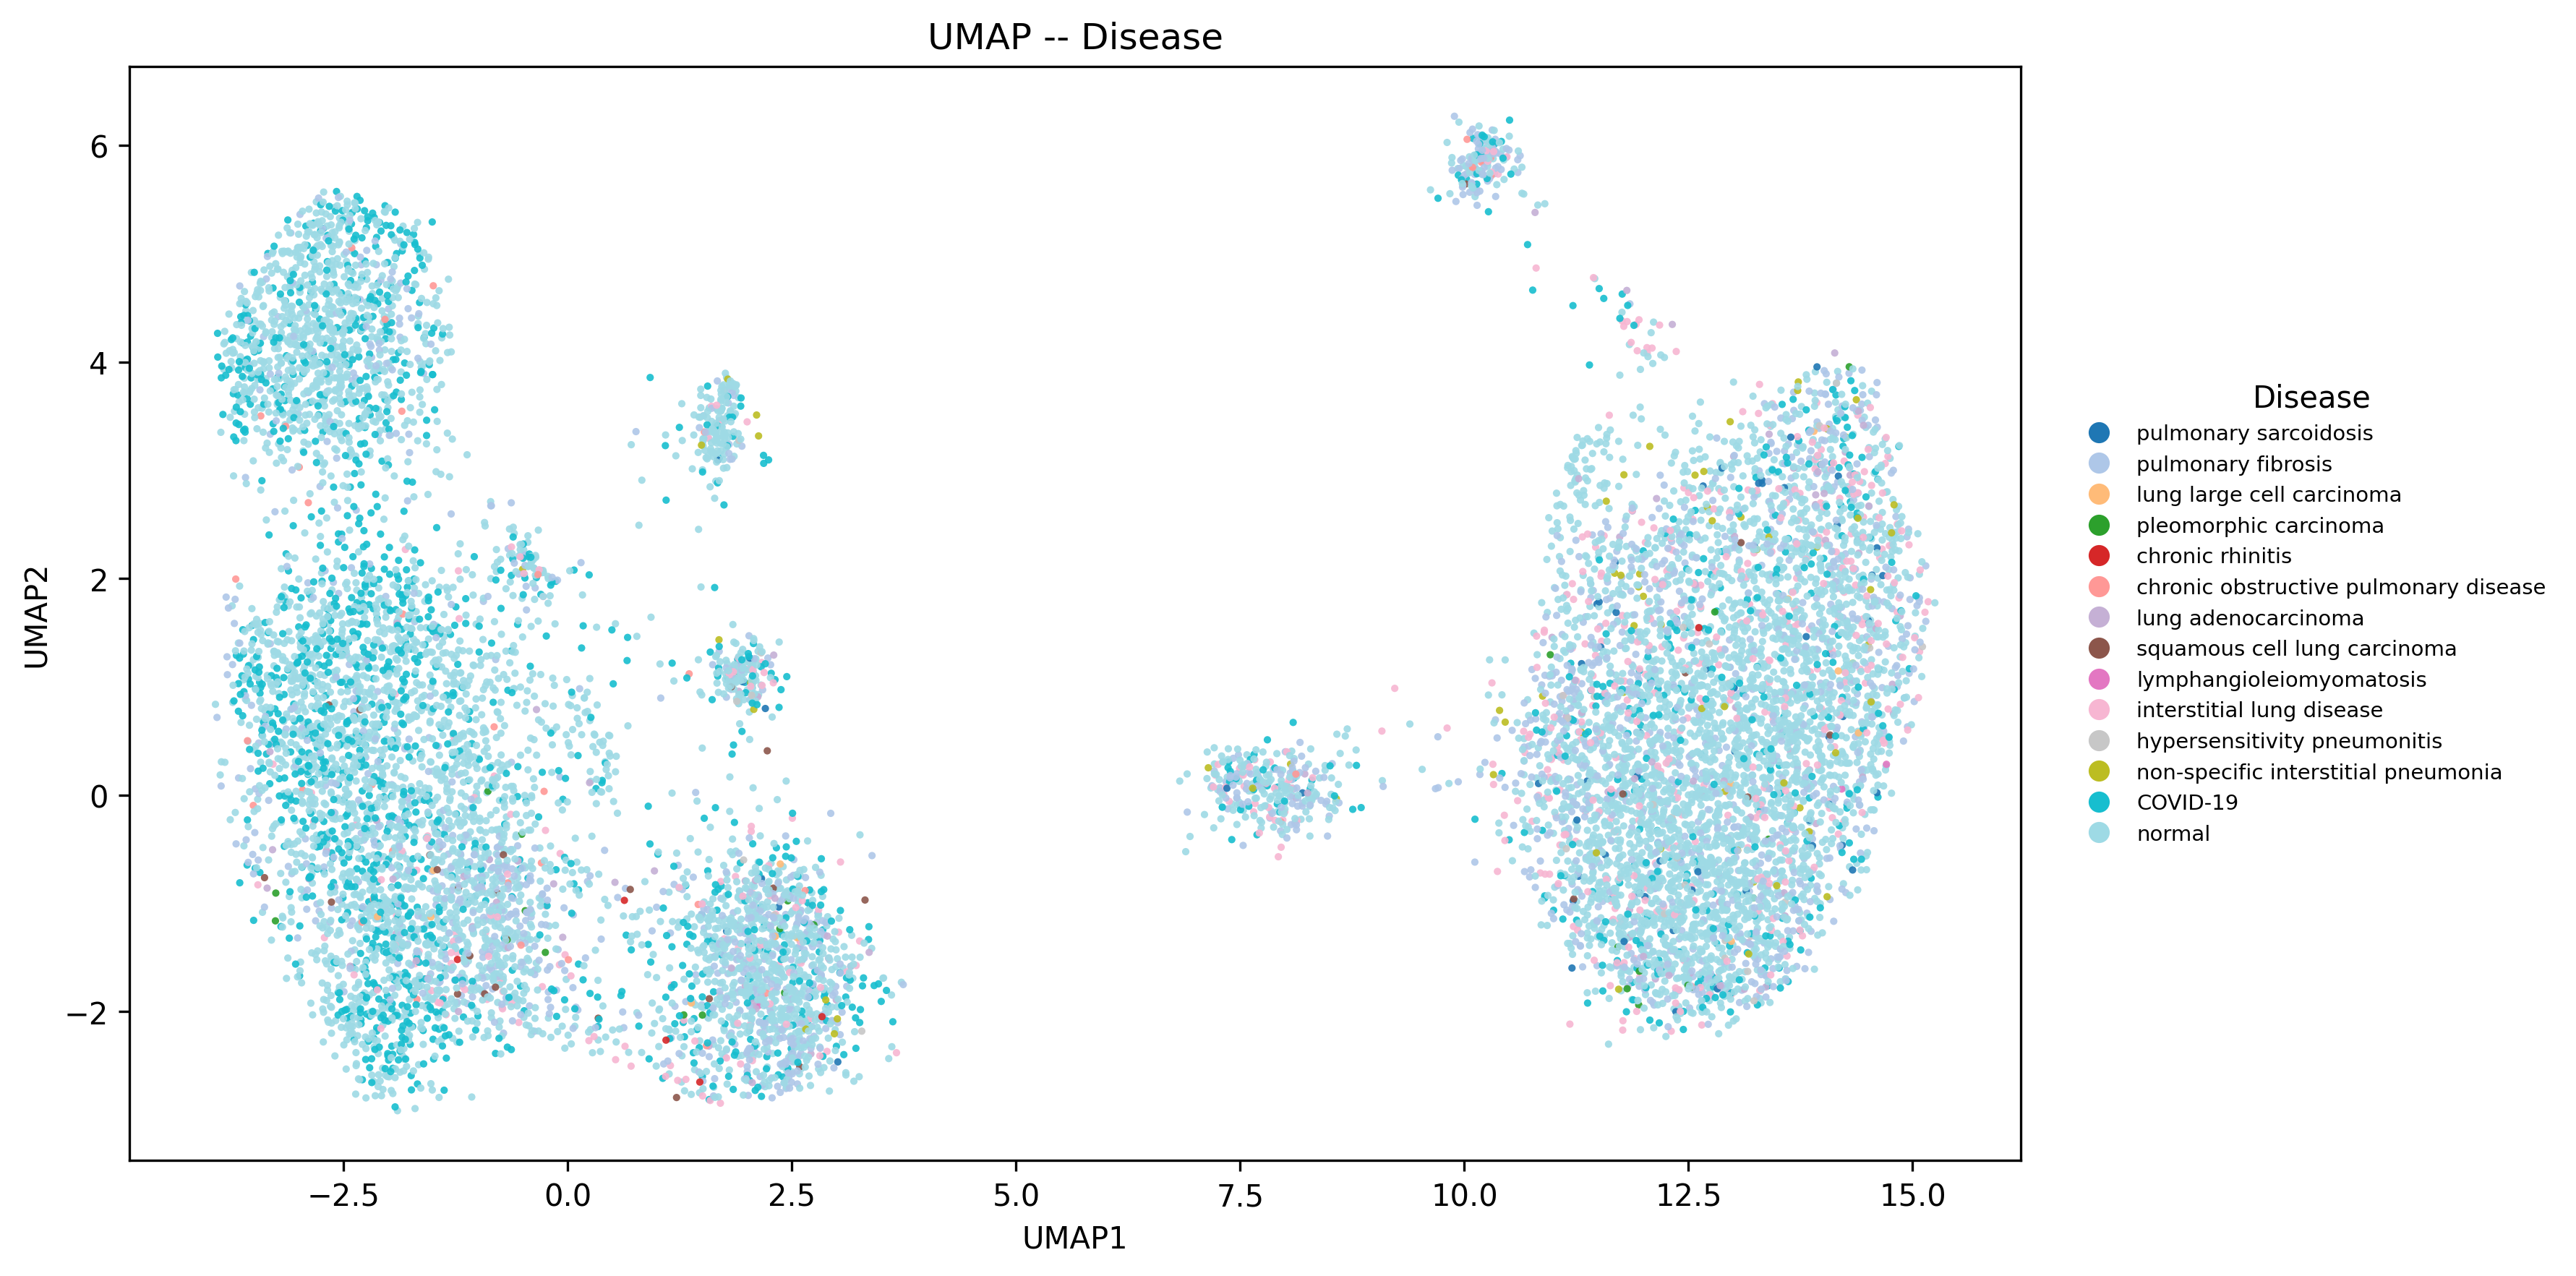 UMAP -- Disease
6
4
2
0
−2
UMAP2
−2.5
0.0
2.5
5.0
7.5
10.0
12.5
15.0
UMAP1
Disease
pulmonary sarcoidosis
pulmonary fibrosis
lung large cell carcinoma
pleomorphic carcinoma
chronic rhinitis
chronic obstructive pulmonary disease
lung adenocarcinoma
squamous cell lung carcinoma
lymphangioleiomyomatosis
interstitial lung disease
hypersensitivity pneumonitis
non-specific interstitial pneumonia
COVID-19
normal